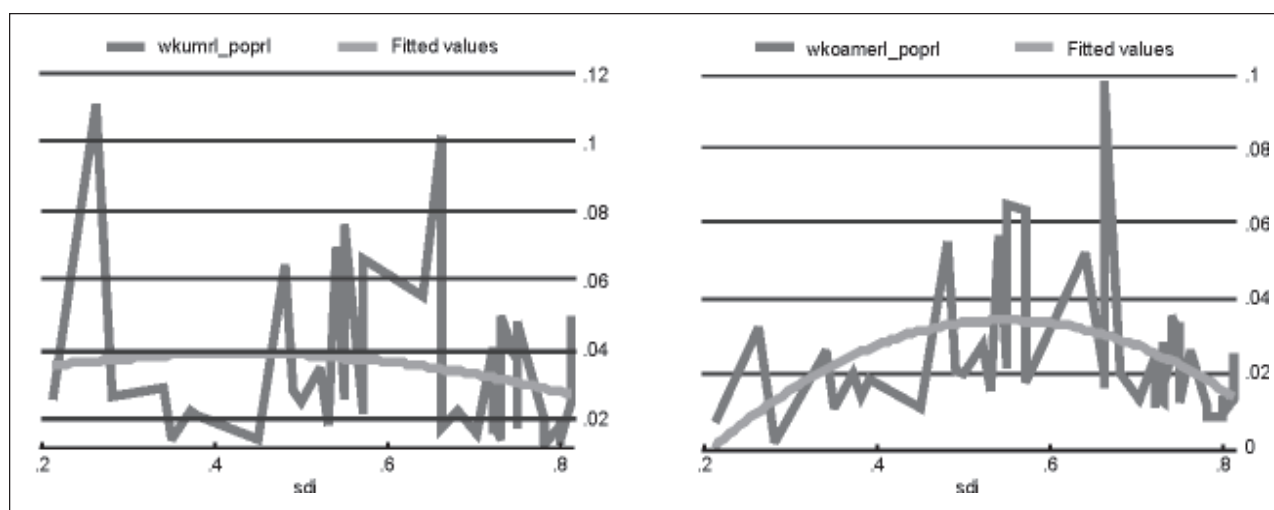 wkumrl_poprl Fitted values
.12
.1
.08
.06
.04
.02
.2 .4 .6 .8
sdi
wkoamerl_poprl Fitted values
.1
.08
.06
.04
.02
0
.2 .4 .6 .8
sdi